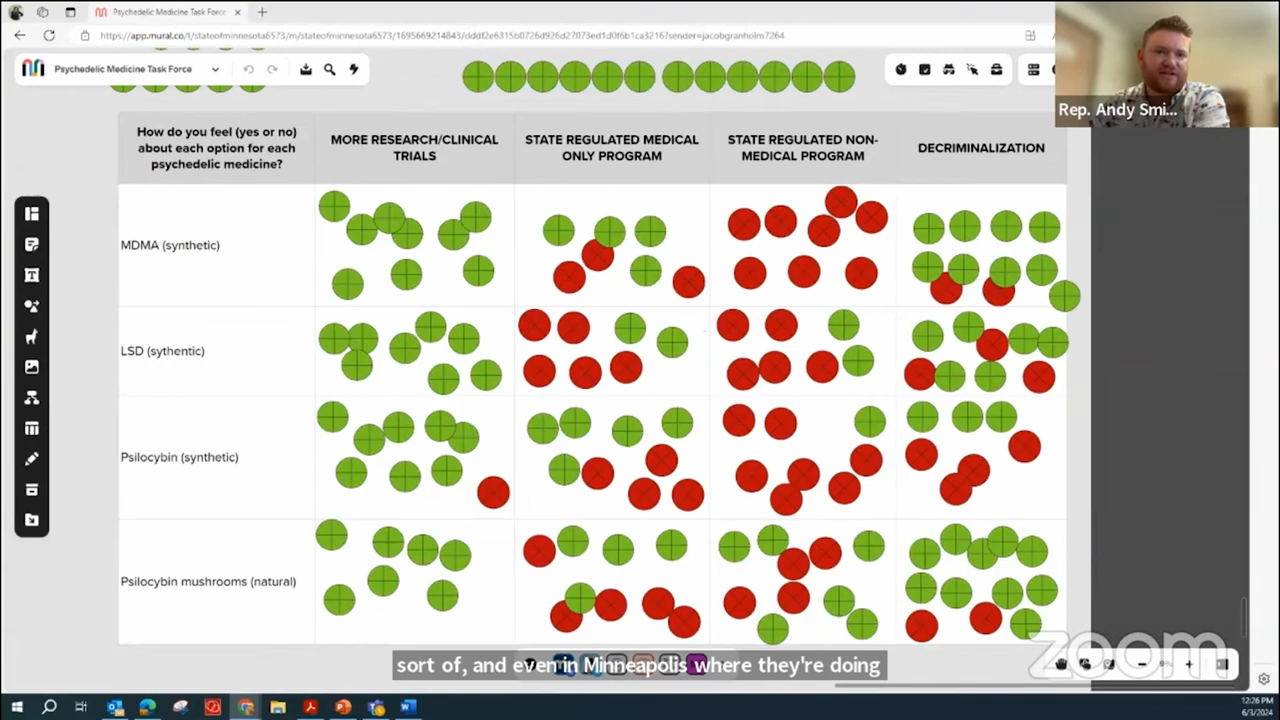 Psychedelic Medicine Task Force
https://app.mural.co/t/stateofminnesota6573/m/stateofminnesota6573/1695669214843/dddf2e6315b0726d926d27073ed1d0f6b1ca3216?sender=jacobgranholm7264
Psychedelic Medicine Task Force
Rep. Andy Smi...
How do you feel (yes or no)
about each option for each
psychedelic medicine?
MORE RESEARCH/CLINICAL
TRIALS
STATE REGULATED MEDICAL
ONLY PROGRAM
STATE REGULATED NON-
MEDICAL PROGRAM
DECRIMINALIZATION
MDMA (synthetic)
LSD (sythentic)
Psilocybin (synthetic)
Psilocybin mushrooms (natural)
zoom
sort of, and even in Minneapolis where they're doing
12:26 PM
6/3/2024